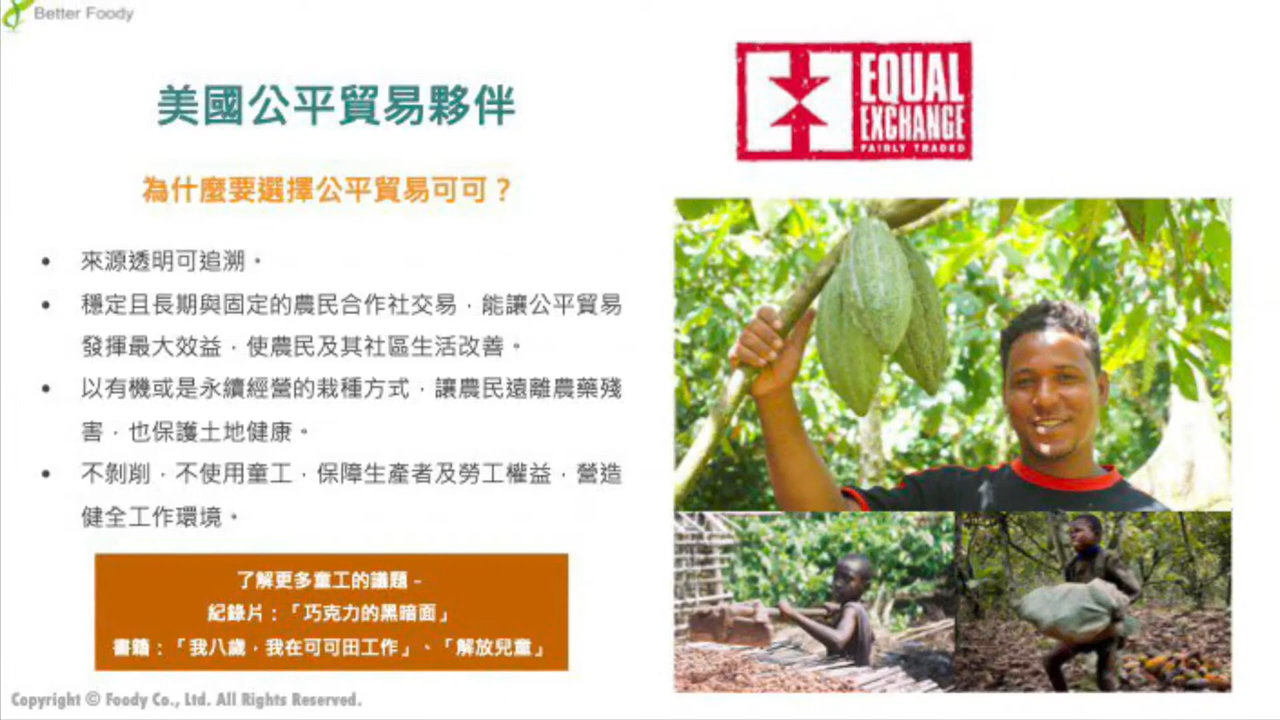 Better Foody
美國公平貿易夥伴
為什麼要選擇公平貿易可可？
• 來源透明可追溯。
• 穩定且長期與固定的農民合作社交易，能讓公平貿易
發揮最大效益，使農民及其社區生活改善。
• 以有機或是永續經營的栽種方式，讓農民遠離農藥殘
害，也保護土地健康。
• 不剝削，不使用童工，保障生產者及勞工權益，營造
健全工作環境。
了解更多童工的議題 –
紀錄片：「巧克力的黑暗面」
書籍：「我八歲，我在可可田工作」、「解放兒童」
EQUAL
EXCHANGE
FAIRLY TRADED
Copyright © Foody Co., Ltd. All Rights Reserved.